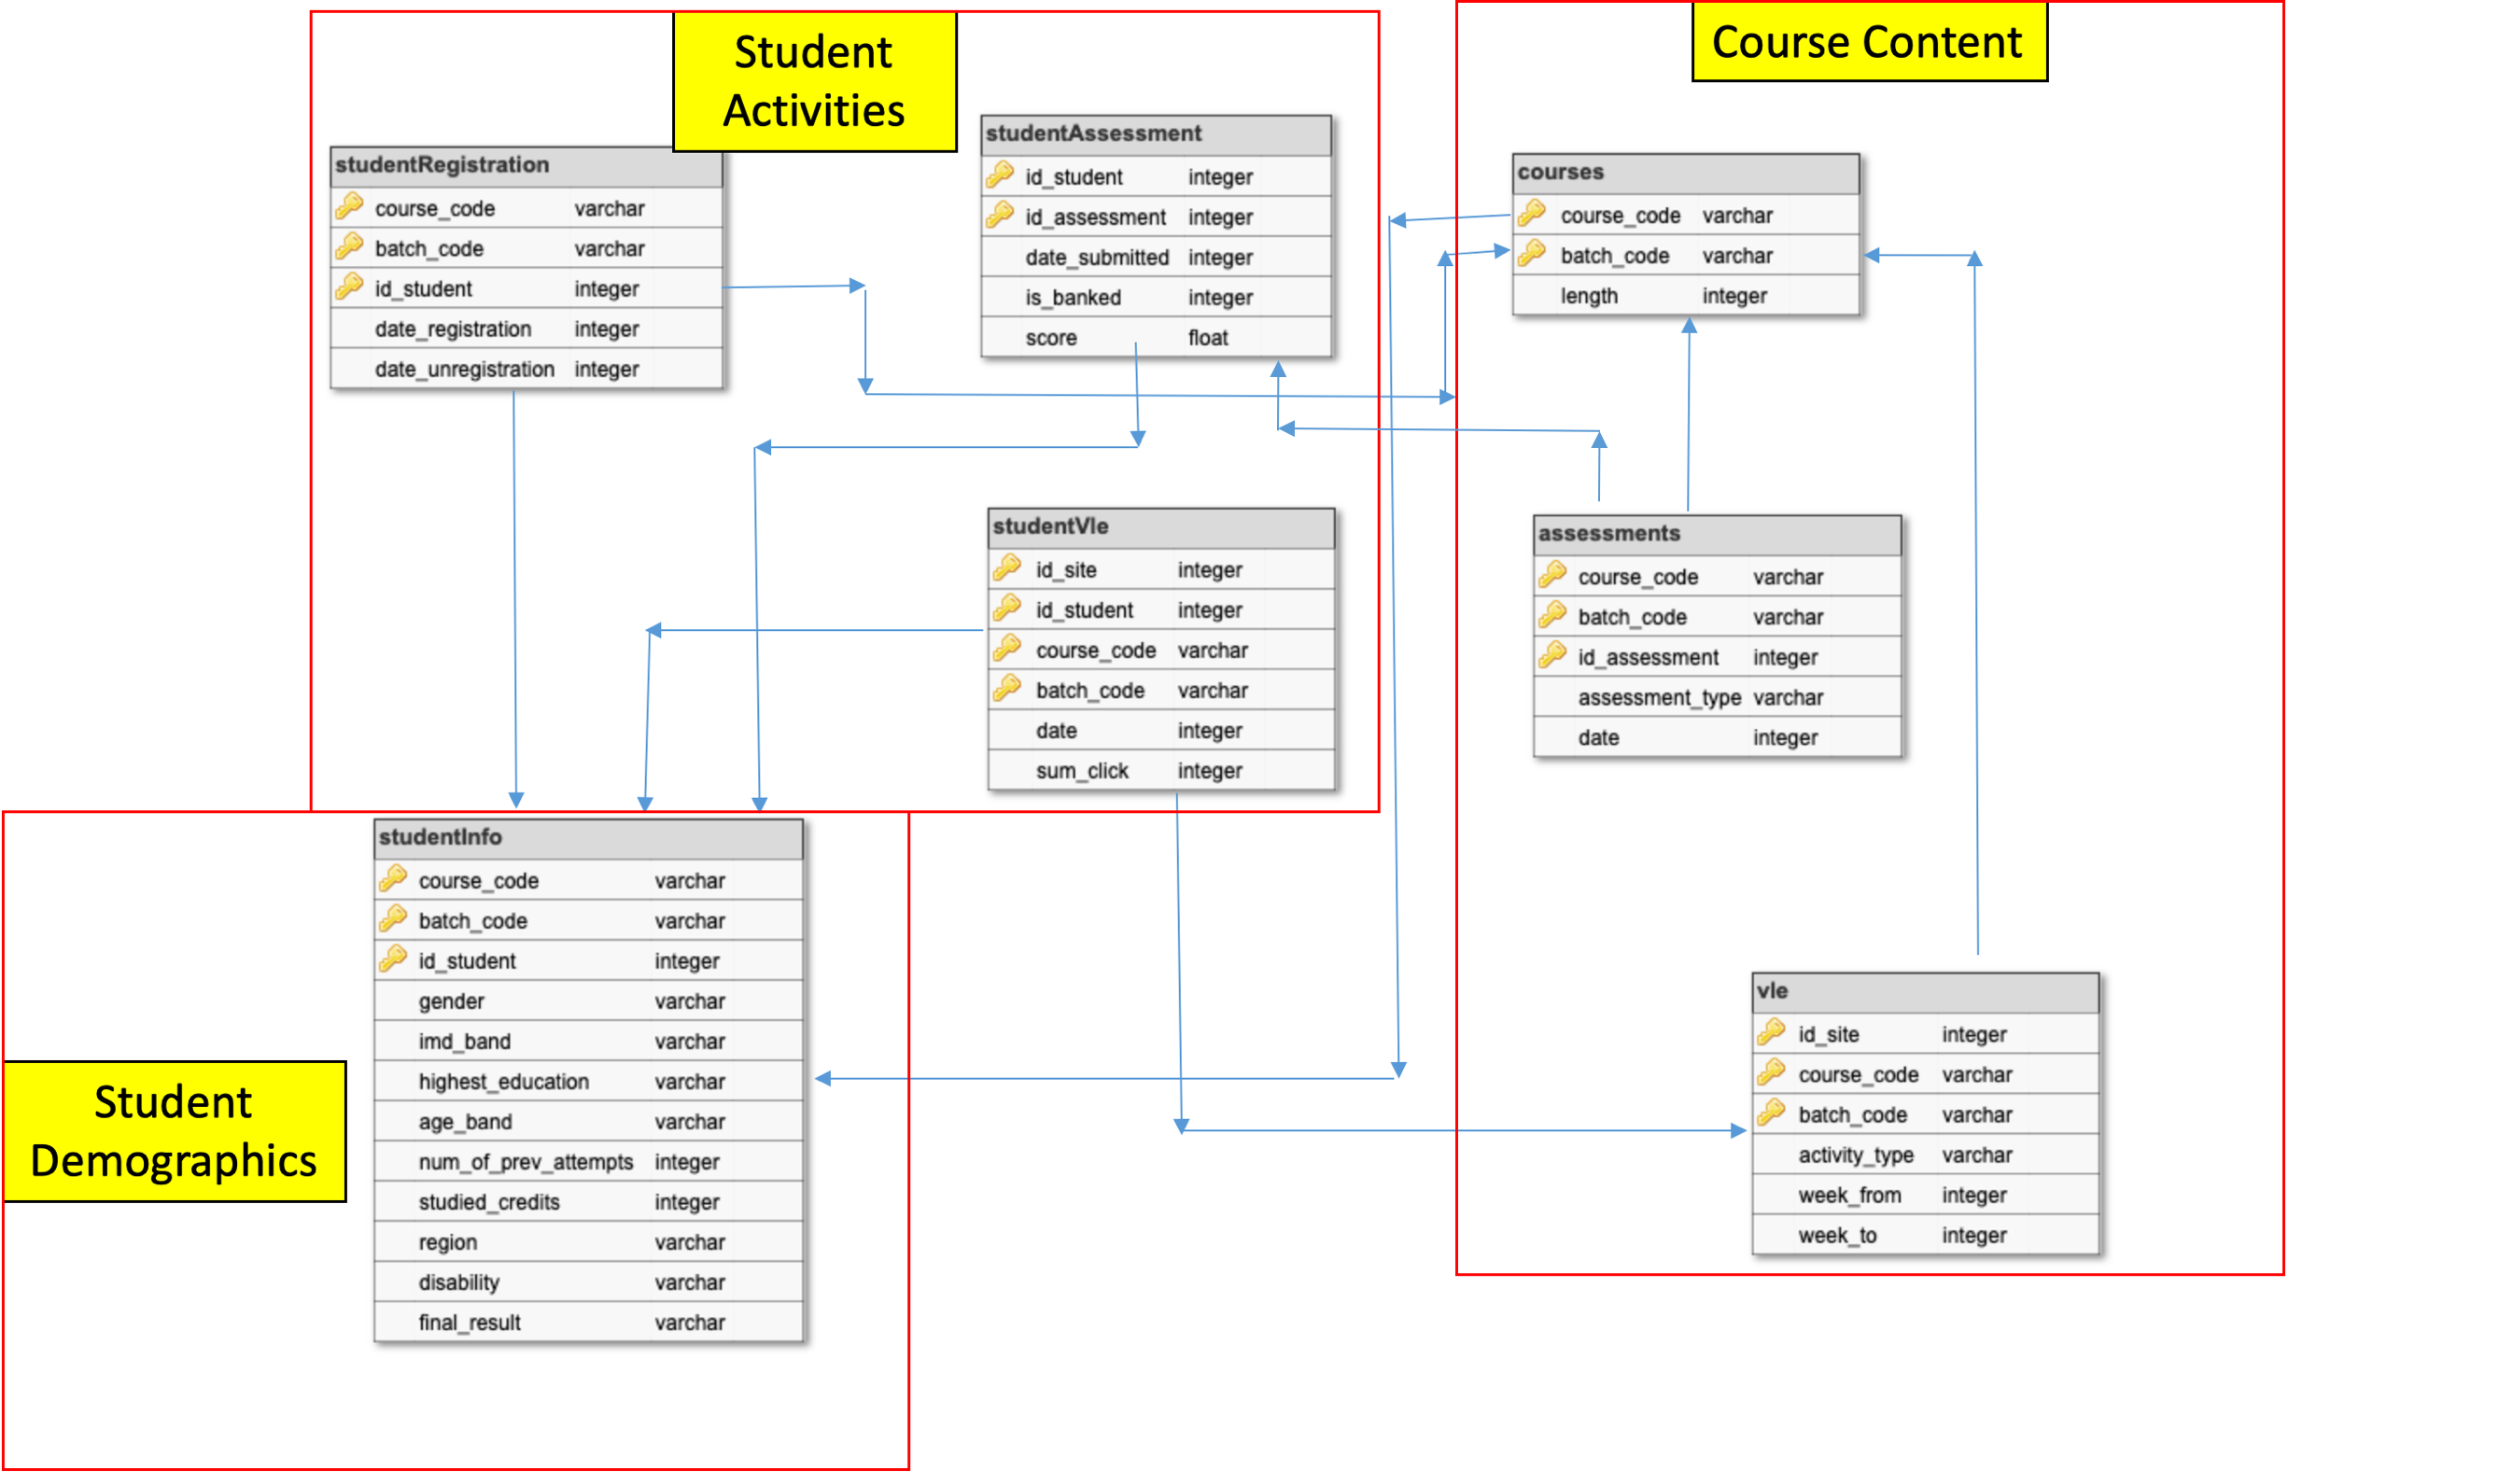 Student
Activities
Course Content
studentRegistration
course_code varchar
batch_code varchar
id_student integer
date_registration integer
date_unregistration integer
studentAssessment
id_student integer
id_assessment integer
date_submitted integer
is_banked integer
score float
courses
course_code varchar
batch_code varchar
length integer
studentVle
id_site integer
id_student integer
course_code varchar
batch_code varchar
date integer
sum_click integer
assessments
course_code varchar
batch_code varchar
id_assessment integer
assessment_type varchar
date integer
studentInfo
course_code varchar
batch_code varchar
id_student integer
gender varchar
imd_band varchar
highest_education varchar
age_band varchar
num_of_prev_attempts integer
studied_credits integer
region varchar
disability varchar
final_result varchar
Student
Demographics
vle
id_site integer
course_code varchar
batch_code varchar
activity_type varchar
week_from integer
week_to integer